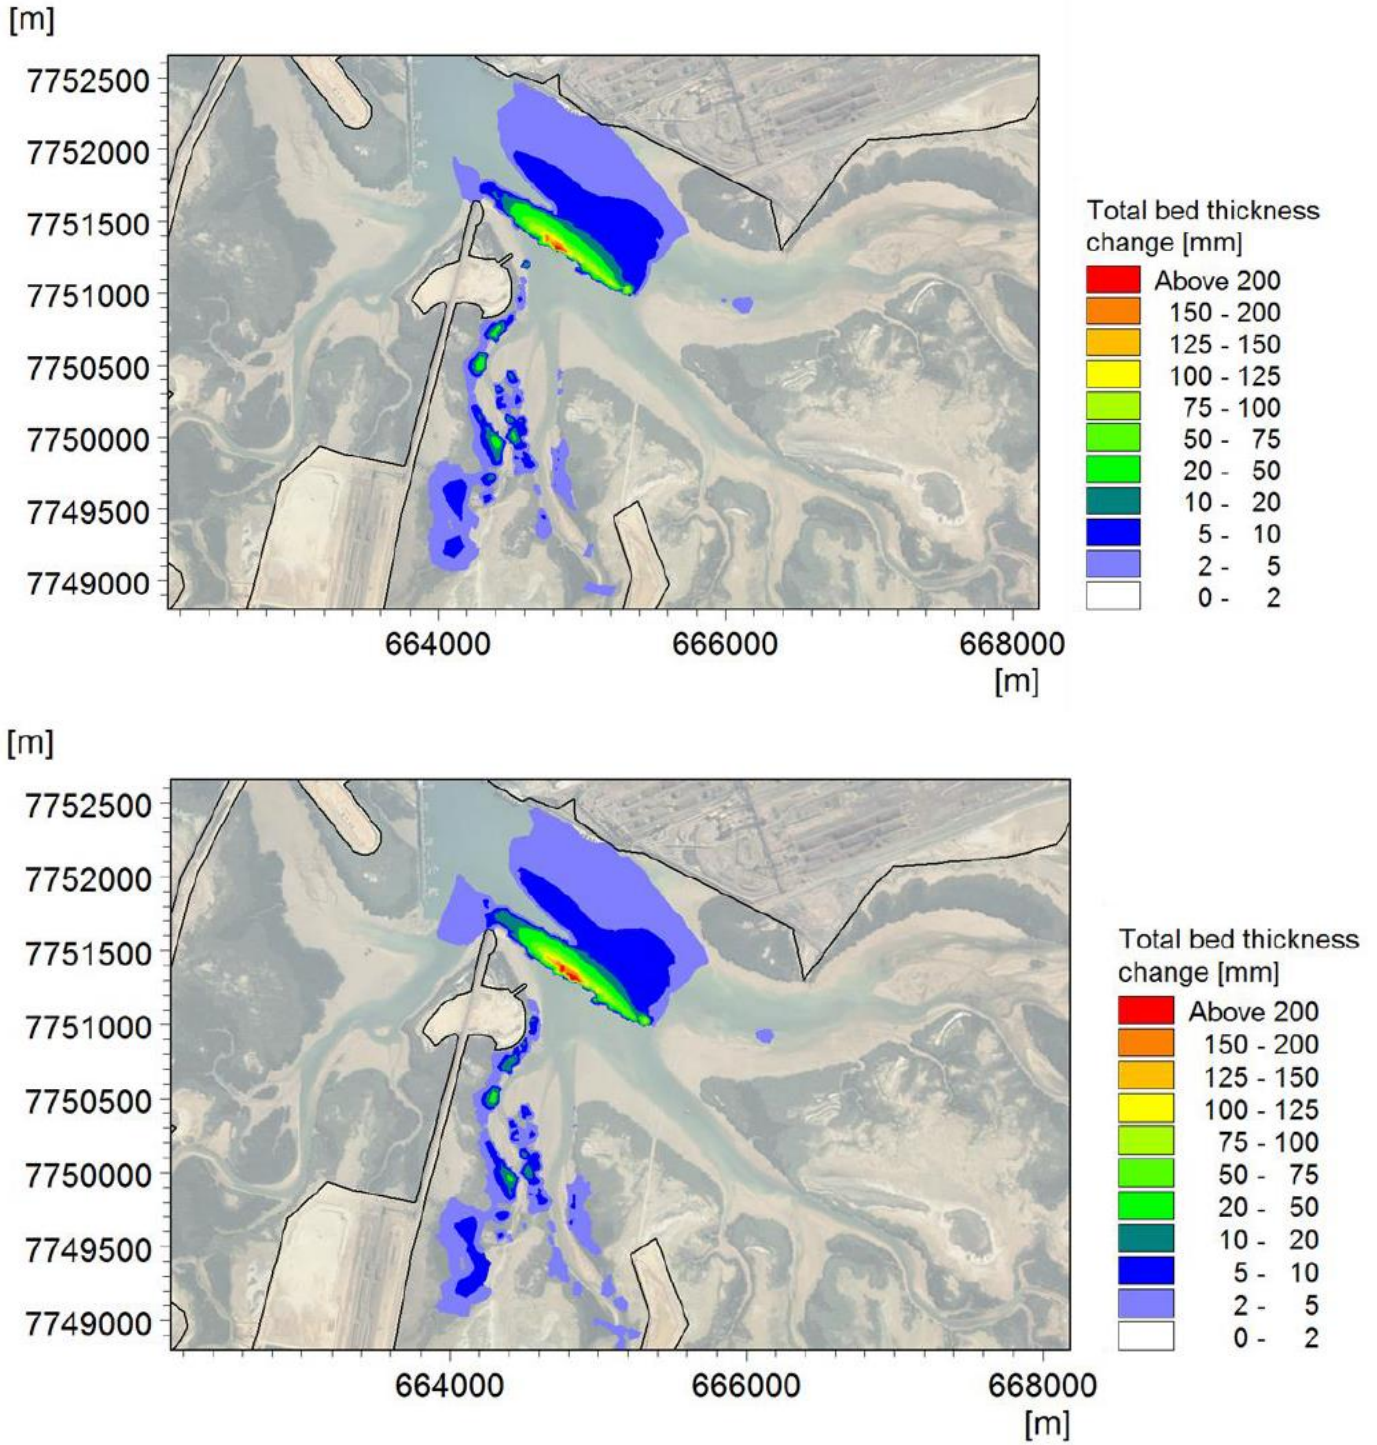 [m]
7752500
7752000
7751500
7751000
7750500
7750000
7749500
7749000
664000 666000 668000
[m]
Total bed thickness
change [mm]
Above 200
150 - 200
125 - 150
100 - 125
75 - 100
50 - 75
20 - 50
10 - 20
5 - 10
2 - 5
0 - 2
[m]
7752500
7752000
7751500
7751000
7750500
7750000
7749500
7749000
664000 666000 668000
[m]
Total bed thickness
change [mm]
Above 200
150 - 200
125 - 150
100 - 125
75 - 100
50 - 75
20 - 50
10 - 20
5 - 10
2 - 5
0 - 2